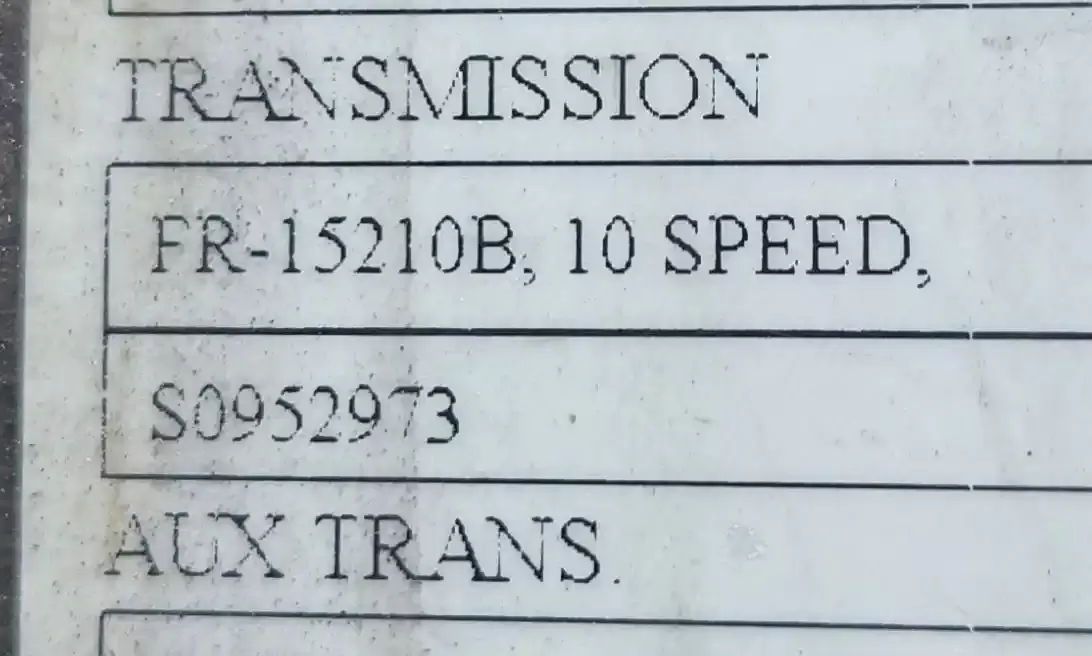 TRANSMISSION
FR-15210B, 10 SPEED,
S0952973
AUX TRANS.